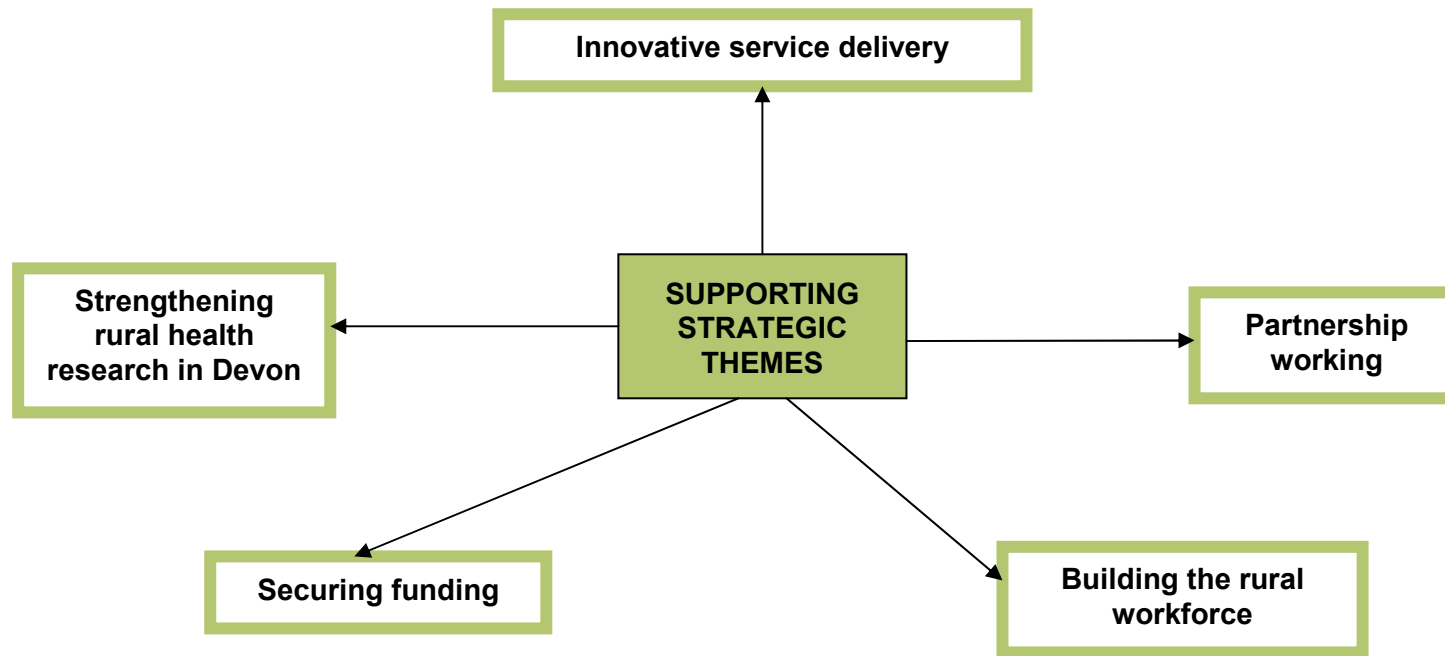 Innovative service delivery
Strengthening
rural health
research in Devon
SUPPORTING
STRATEGIC
THEMES
Partnership
working
Securing funding
Building the rural
workforce